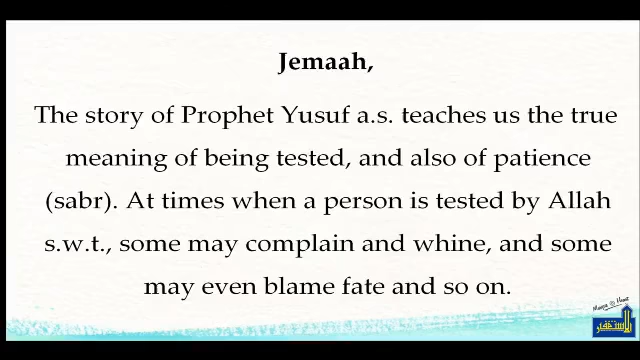 Jemaah,
The story of Prophet Yusuf a.s. teaches us the true
meaning of being tested, and also of patience
(sabr). At times when a person is tested by Allah
s.w.t., some may complain and whine, and some
may even blame fate and so on.
الاستغفار